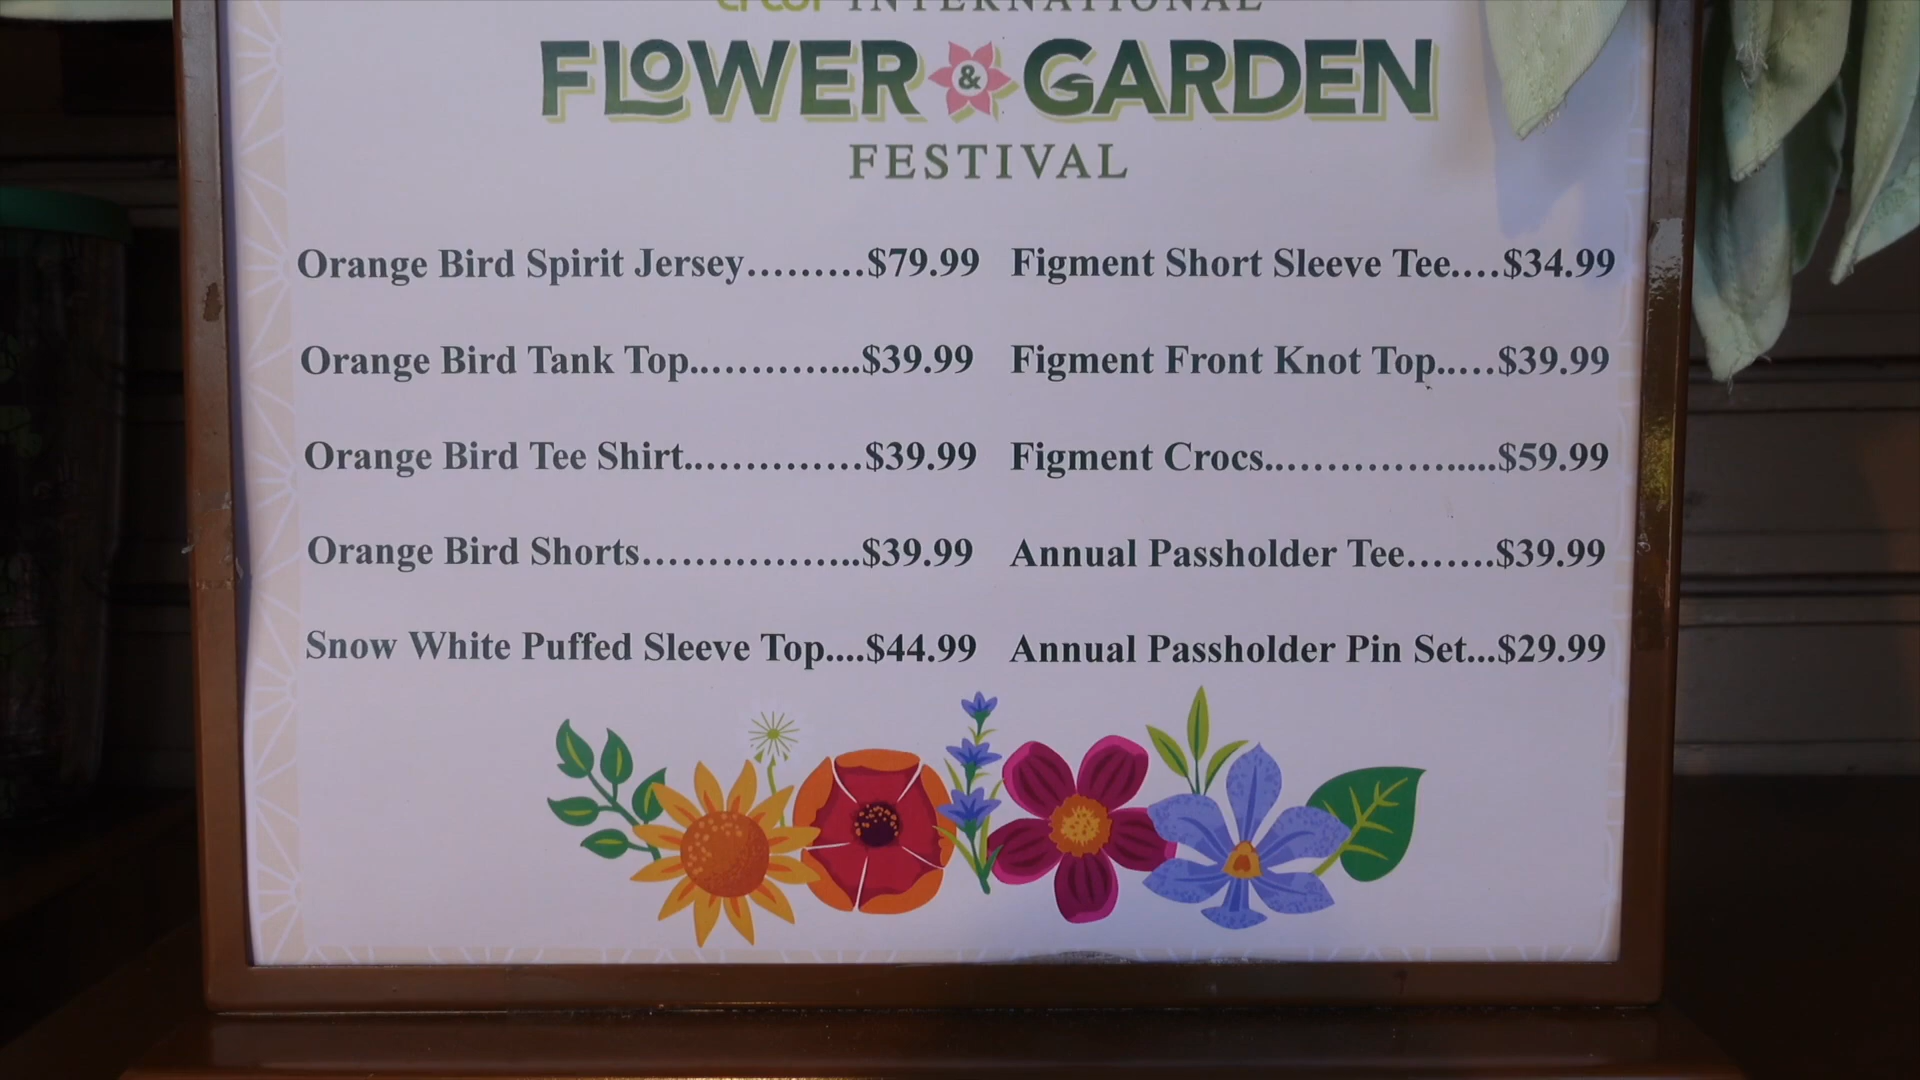 epcot INTERNATIONAL
FLOWER & GARDEN
FESTIVAL
Orange Bird Spirit Jersey.........$79.99
Orange Bird Tank Top..............$39.99
Orange Bird Tee Shirt..............$39.99
Orange Bird Shorts..................$39.99
Snow White Puffed Sleeve Top....$44.99
Figment Short Sleeve Tee....$34.99
Figment Front Knot Top.....$39.99
Figment Crocs.....................$59.99
Annual Passholder Tee.......$39.99
Annual Passholder Pin Set...$29.99